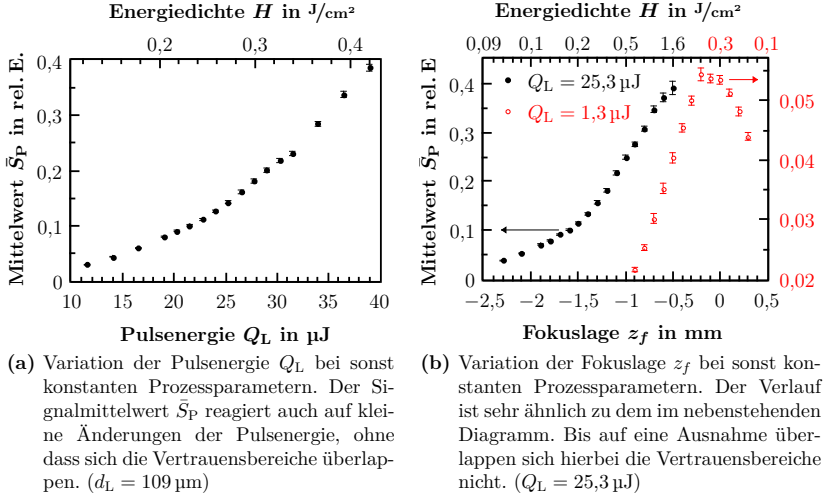 Energiedichte H in J/cm²
0,2 0,3 0,4
Mittelwert S̄P in rel. E.
0,4
0,3
0,2
0,1
0
10 15 20 25 30 35 40
Pulsenergie QL in µJ
(a) Variation der Pulsenergie QL bei sonst
konstanten Prozessparametern. Der Si-
gnalmittelwert S̄P reagiert auch auf klei-
ne Änderungen der Pulsenergie, ohne
dass sich die Vertrauensbereiche überlap-
pen. (dL = 109 µm)
Energiedichte H in J/cm²
0,09 0,1 0,2 0,5 1,6 0,3 0,1
Mittelwert S̄P in rel. E
QL = 25,3 µJ
QL = 1,3 µJ
0,4
0,3
0,2
0,1
0
0,05
0,04
0,03
0,02
−2,5 −2 −1,5 −1 −0,5 0 0,5
Fokuslage zf in mm
(b) Variation der Fokuslage zf bei sonst kon-
stanten Prozessparametern. Der Verlauf
ist sehr ähnlich zu dem im nebenstehenden
Diagramm. Bis auf eine Ausnahme über-
lappen sich hierbei die Vertrauensbereiche
nicht. (QL = 25,3 µJ)